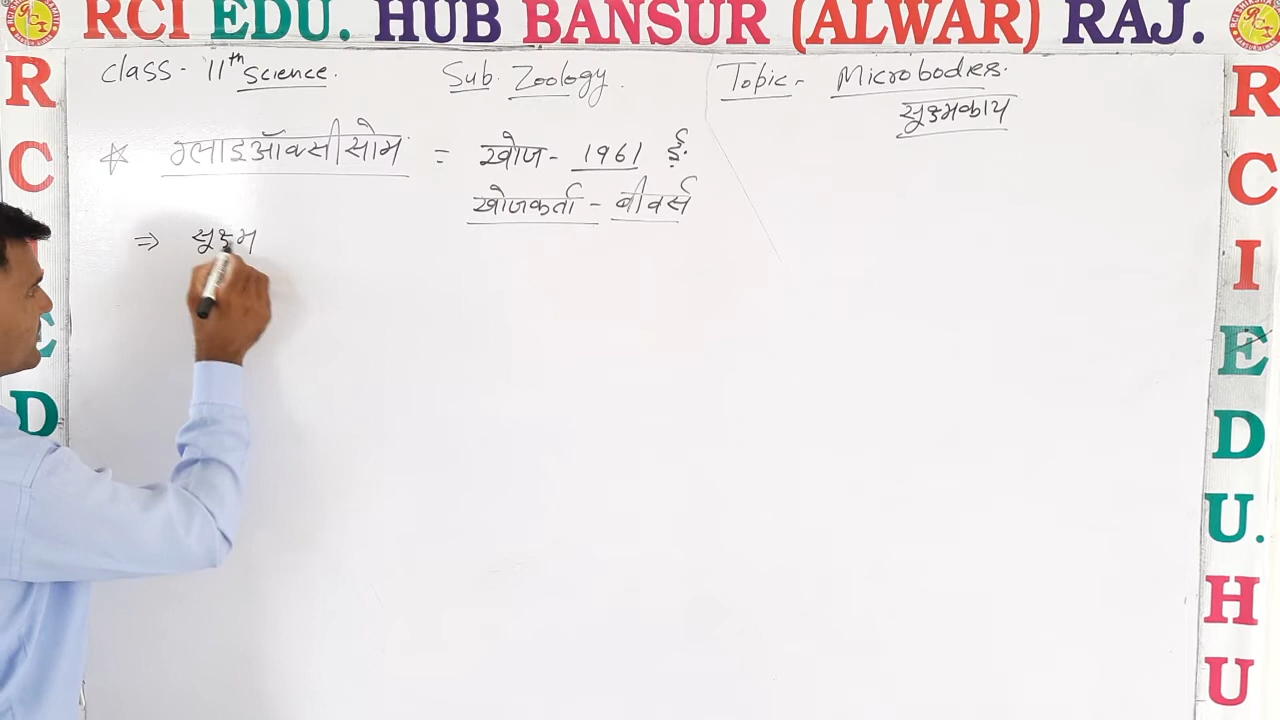 RCI EDU. HUB BANSUR (ALWAR) RAJ.
Class- 11th Science. Sub. Zoology. Topic- Microbodies.
सूक्ष्मकाय
☆ ग्लाइऑक्सीसोम = खोज- 1961 ई.
खोजकर्ता - बीवर्स
⇒ सूक्ष्म
R
C
D
R
C
I
E
D
U.
H
U